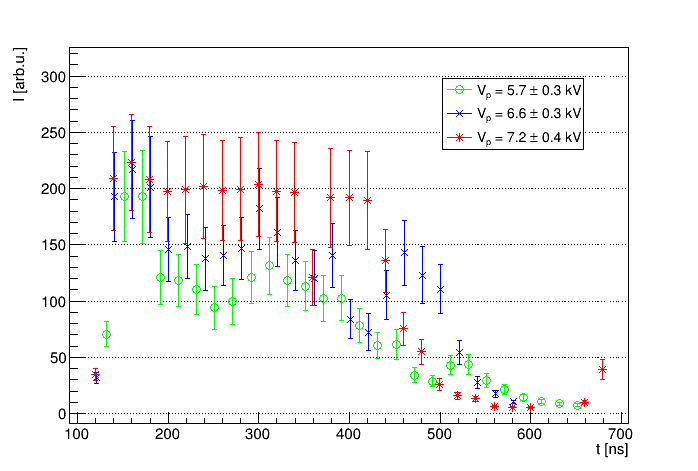 I [arb.u.]
300
250
200
150
100
50
0
V_p = 5.7 ± 0.3 kV
V_p = 6.6 ± 0.3 kV
V_p = 7.2 ± 0.4 kV
100 200 300 400 500 600 700
t [ns]